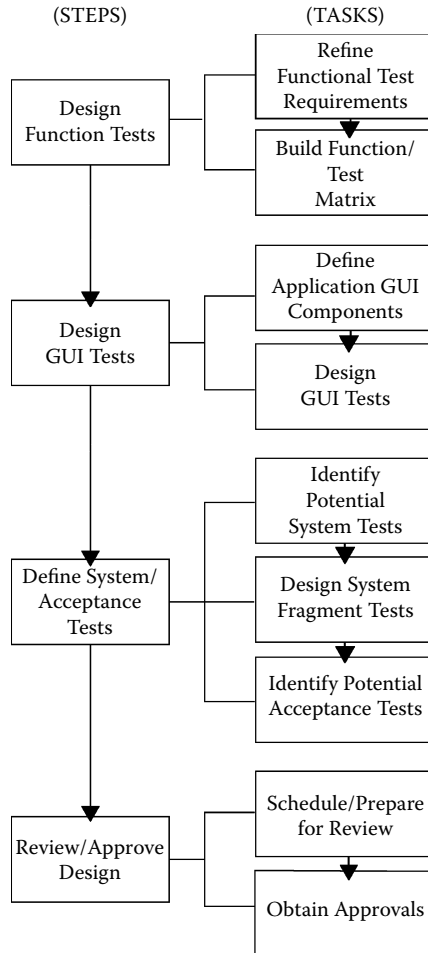 (STEPS)
(TASKS)
Design
Function Tests
Refine
Functional Test
Requirements
Build Function/
Test
Matrix
Design
GUI Tests
Define
Application GUI
Components
Design
GUI Tests
Define System/
Acceptance
Tests
Identify
Potential
System Tests
Design System
Fragment Tests
Identify Potential
Acceptance Tests
Review/Approve
Design
Schedule/Prepare
for Review
Obtain Approvals